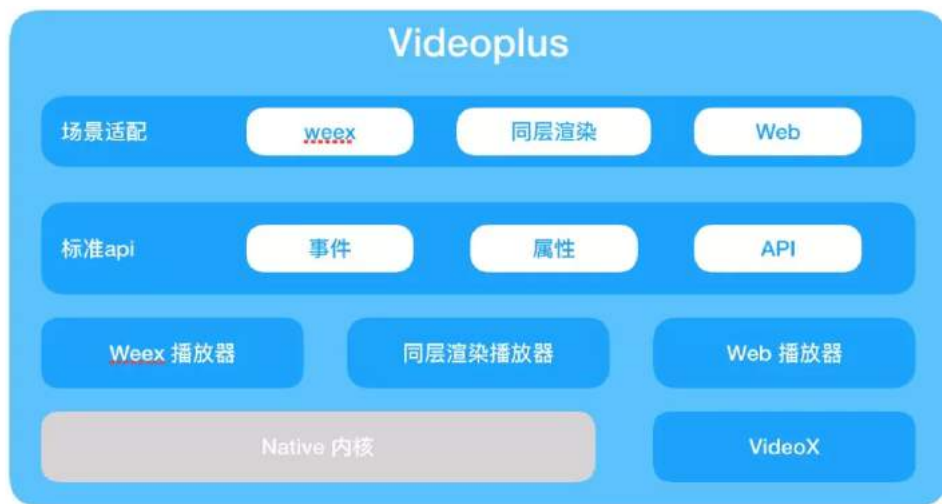 Videoplus
场景适配 weex 同层渲染 Web
标准api 事件 属性 API
Weex 播放器 同层渲染播放器 Web 播放器
Native 内核 VideoX